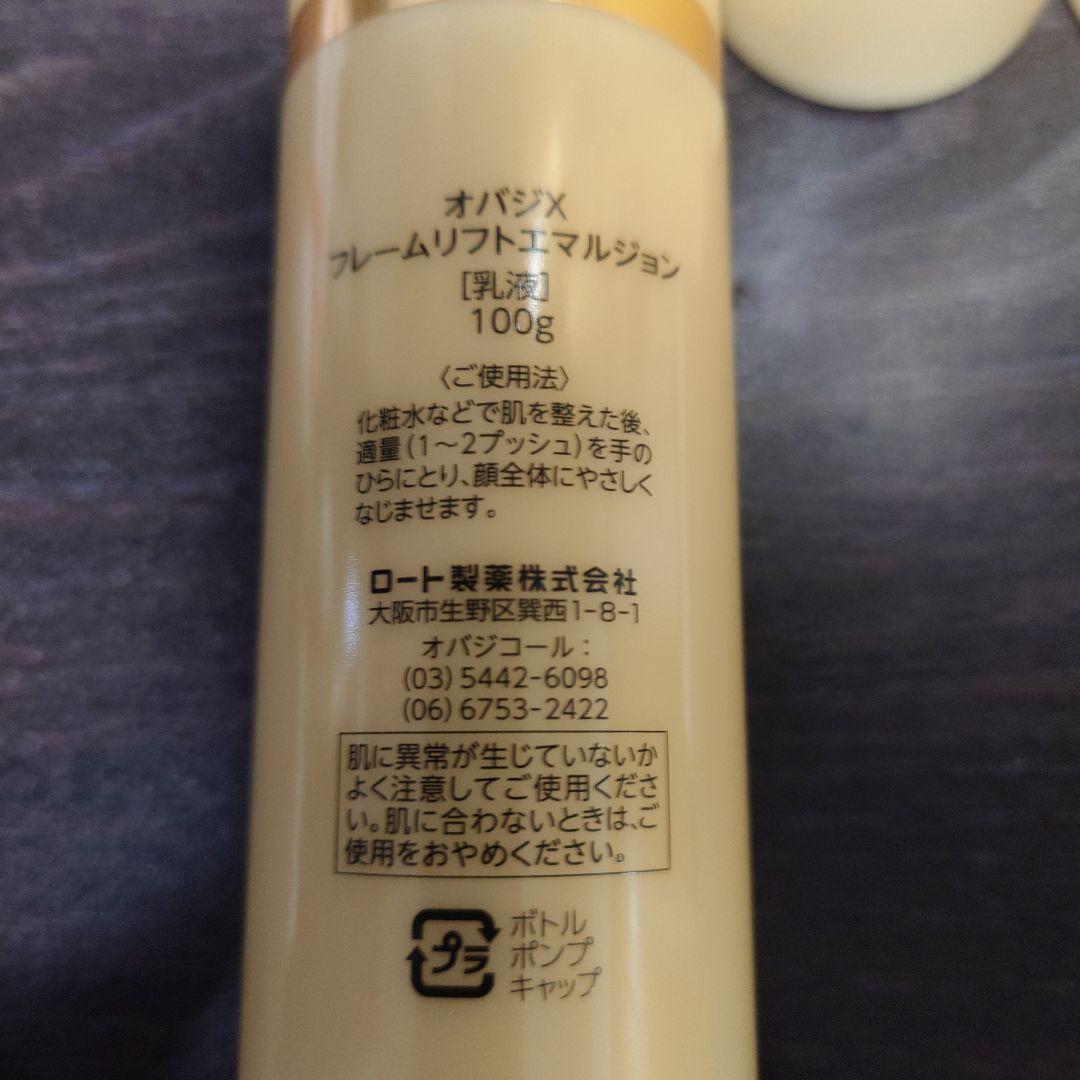 オバジX
フレームリフトエマルジョン
[乳液]
100g
〈ご使用法〉
化粧水などで肌を整えた後、
適量(1〜2プッシュ)を手の
ひらにとり、顔全体にやさしく
なじませます。
ロート製薬株式会社
大阪市生野区巽西1-8-1
オバジコール:
(03)5442-6098
(06)6753-2422
肌に異常が生じていないか
よく注意してご使用くださ
い。肌に合わないときは、ご
使用をおやめください。
プラ
ボトル
ポンプ
キャップ